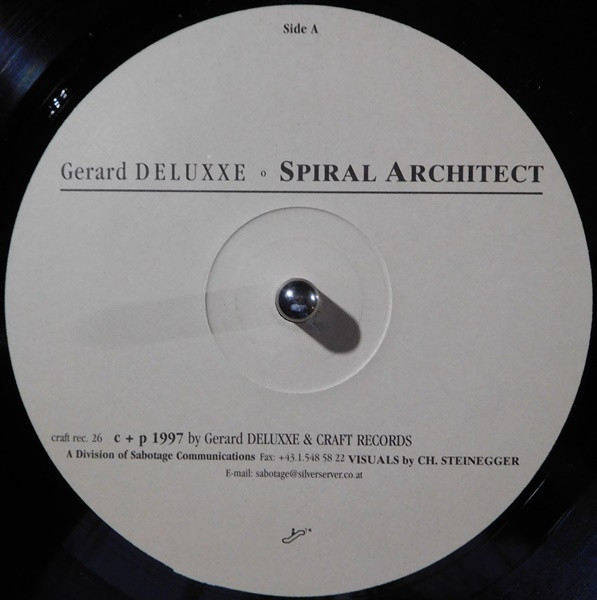 Side A
Gerard DELUXXE o SPIRAL ARCHITECT
craft rec. 26 c + p 1997 by Gerard DELUXXE & CRAFT RECORDS
A Division of Sabotage Communications Fax: +43.1.548 58 22 VISUALS by CH. STEINEGGER
E-mail: sabotage@silverserver.co.at